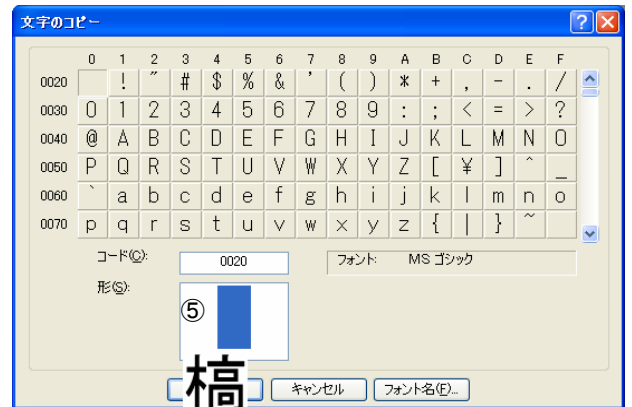 文字のコピー
0 1 2 3 4 5 6 7 8 9 A B C D E F
0020 ! ″ # $ % & ’ ( ) * + , - . /
0030 0 1 2 3 4 5 6 7 8 9 : ; < = > ?
0040 @ A B C D E F G H I J K L M N O
0050 P Q R S T U V W X Y Z [ ¥ ] ^ _
0060 ` a b c d e f g h i j k l m n o
0070 p q r s t u v w x y z { | } ~
コード(C): 0020 フォント: MS ゴシック
形(S):
⑤
槁 キャンセル フォント名(F)...